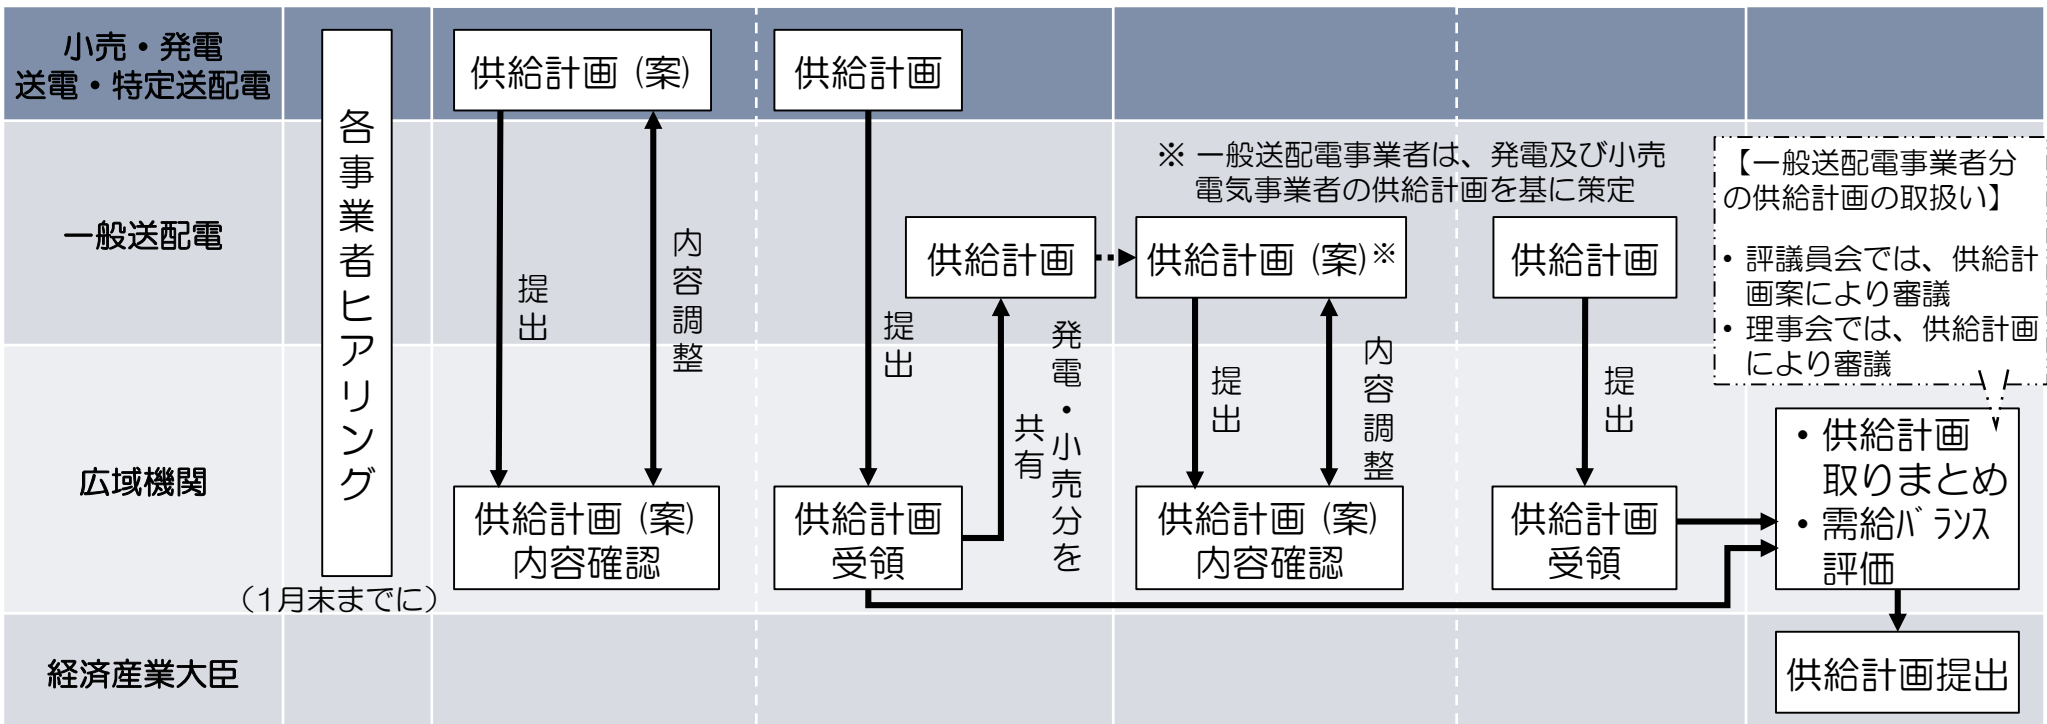 小売・発電
送電・特定送配電
一般送配電
広域機関
経済産業大臣
各事業者ヒアリング
（1月末までに）
供給計画（案）
提出
内容調整
供給計画（案）
内容確認
供給計画
提出
供給計画
受領
発電・小売分を
共有
供給計画
※ 一般送配電事業者は、発電及び小売
電気事業者の供給計画を基に策定
供給計画（案）※
提出
内容調整
供給計画（案）
内容確認
供給計画
提出
供給計画
受領
【一般送配電事業者分
の供給計画の取扱い】
• 評議員会では、供給計
画案により審議
• 理事会では、供給計画
により審議
・供給計画
取りまとめ
・需給ﾊﾞﾗﾝｽ
評価
供給計画提出